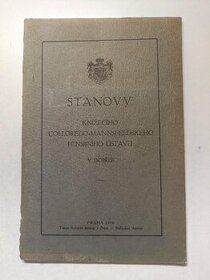 STANOVY
KNÍŽECÍHO
COLLOREDO-MANNSFELDSKÉHO
PENSIJNÍHO ÚSTAVU
V DOBŘÍŠI
PRAHA